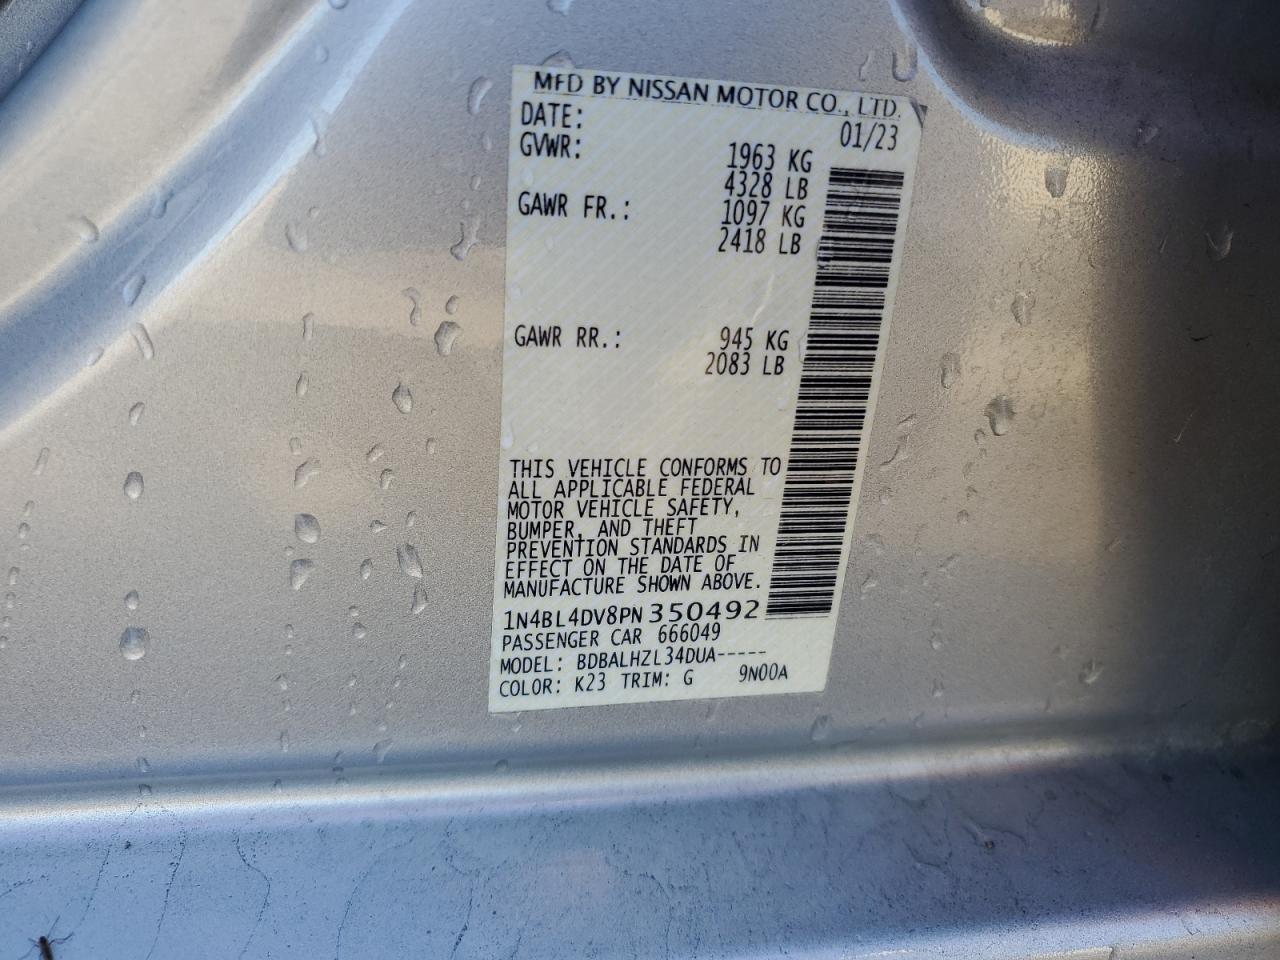 MFD BY NISSAN MOTOR CO., LTD.
DATE: 01/23
GVWR: 1963 KG
4328 LB
GAWR FR.: 1097 KG
2418 LB
GAWR RR.: 945 KG
2083 LB
THIS VEHICLE CONFORMS TO
ALL APPLICABLE FEDERAL
MOTOR VEHICLE SAFETY,
BUMPER, AND THEFT
PREVENTION STANDARDS IN
EFFECT ON THE DATE OF
MANUFACTURE SHOWN ABOVE.
1N4BL4DV8PN350492
PASSENGER CAR 666049
MODEL: BDBALHZL34DUA-----
COLOR: K23 TRIM: G 9N00A